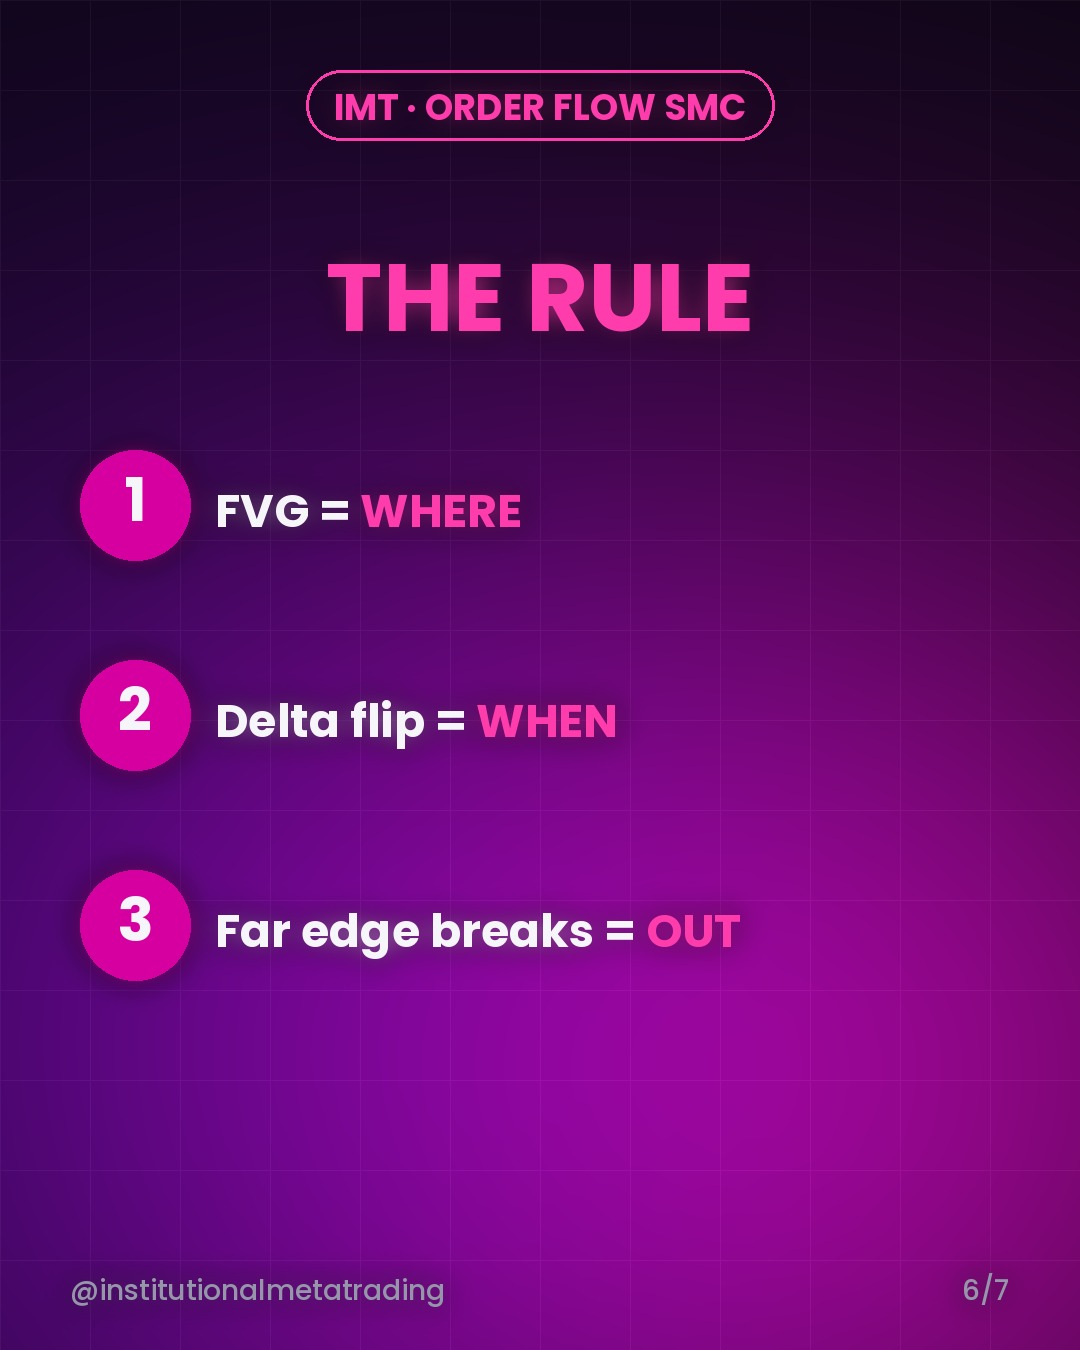 IMT · ORDER FLOW SMC
THE RULE
1
FVG = WHERE
2
Delta flip = WHEN
3
Far edge breaks = OUT
@institutionalmetatrading
6/7